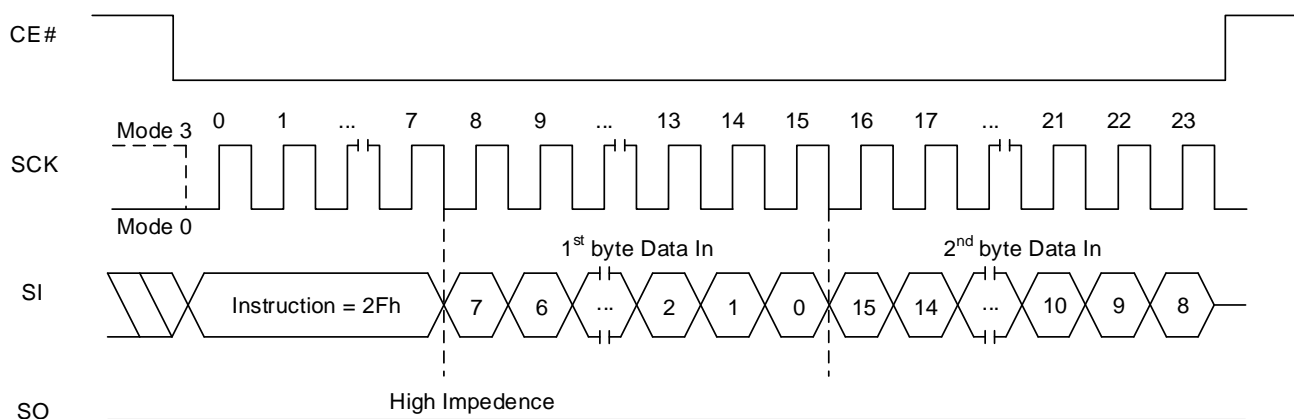 CE#
0 1 ... 7 8 9 ... 13 14 15 16 17 ... 21 22 23
Mode 3
SCK
Mode 0
1st byte Data In 2nd byte Data In
SI Instruction = 2Fh 7 6 ... 2 1 0 15 14 ... 10 9 8
High Impedence
SO